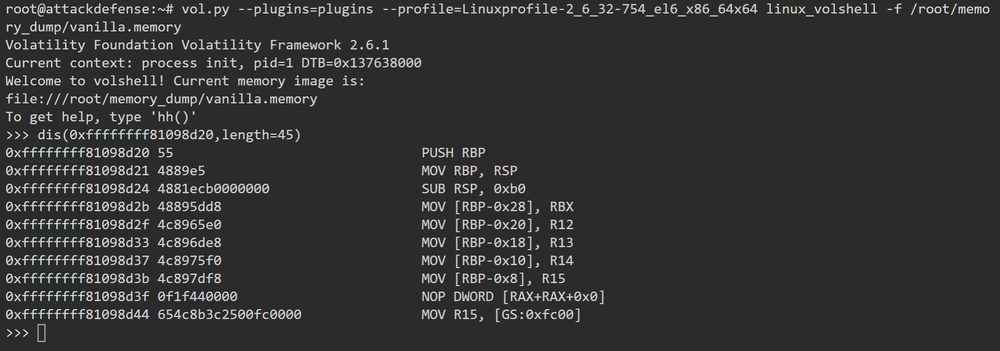 root@attackdefense:~# vol.py --plugins=plugins --profile=Linuxprofile-2_6_32-754_el6_x86_64x64 linux_volshell -f /root/memo
ry_dump/vanilla.memory
Volatility Foundation Volatility Framework 2.6.1
Current context: process init, pid=1 DTB=0x137638000
Welcome to volshell! Current memory image is:
file:///root/memory_dump/vanilla.memory
To get help, type 'hh()'
>>> dis(0xffffffff81098d20,length=45)
0xffffffff81098d20 55                               PUSH RBP
0xffffffff81098d21 4889e5                           MOV RBP, RSP
0xffffffff81098d24 4881ecb0000000                   SUB RSP, 0xb0
0xffffffff81098d2b 48895dd8                         MOV [RBP-0x28], RBX
0xffffffff81098d2f 4c8965e0                         MOV [RBP-0x20], R12
0xffffffff81098d33 4c896de8                         MOV [RBP-0x18], R13
0xffffffff81098d37 4c8975f0                         MOV [RBP-0x10], R14
0xffffffff81098d3b 4c897df8                         MOV [RBP-0x8], R15
0xffffffff81098d3f 0f1f440000                       NOP DWORD [RAX+RAX+0x0]
0xffffffff81098d44 654c8b3c2500fc0000               MOV R15, [GS:0xfc00]
>>>